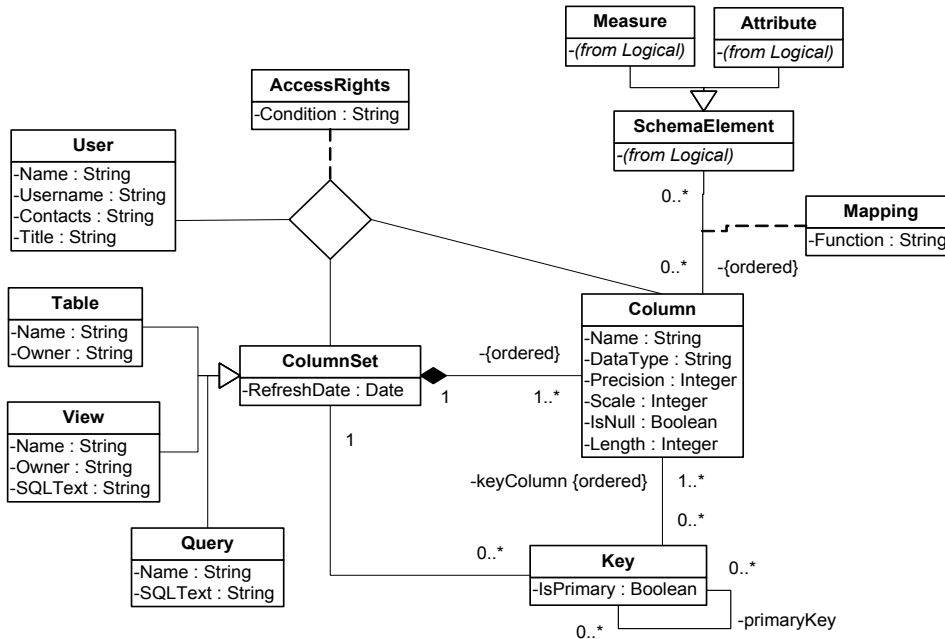 Measure
-(from Logical)
Attribute
-(from Logical)
AccessRights
-Condition : String
SchemaElement
-(from Logical)
User
-Name : String
-Username : String
-Contacts : String
-Title : String
0..*
Mapping
-Function : String
0..*
-{ordered}
Table
-Name : String
-Owner : String
ColumnSet
-RefreshDate : Date
-{ordered}
1
1..*
Column
-Name : String
-DataType : String
-Precision : Integer
-Scale : Integer
-IsNull : Boolean
-Length : Integer
View
-Name : String
-Owner : String
-SQLText : String
1
-keyColumn {ordered}
1..*
0..*
Query
-Name : String
-SQLText : String
0..*
Key
-IsPrimary : Boolean
0..*
-primaryKey
0..*